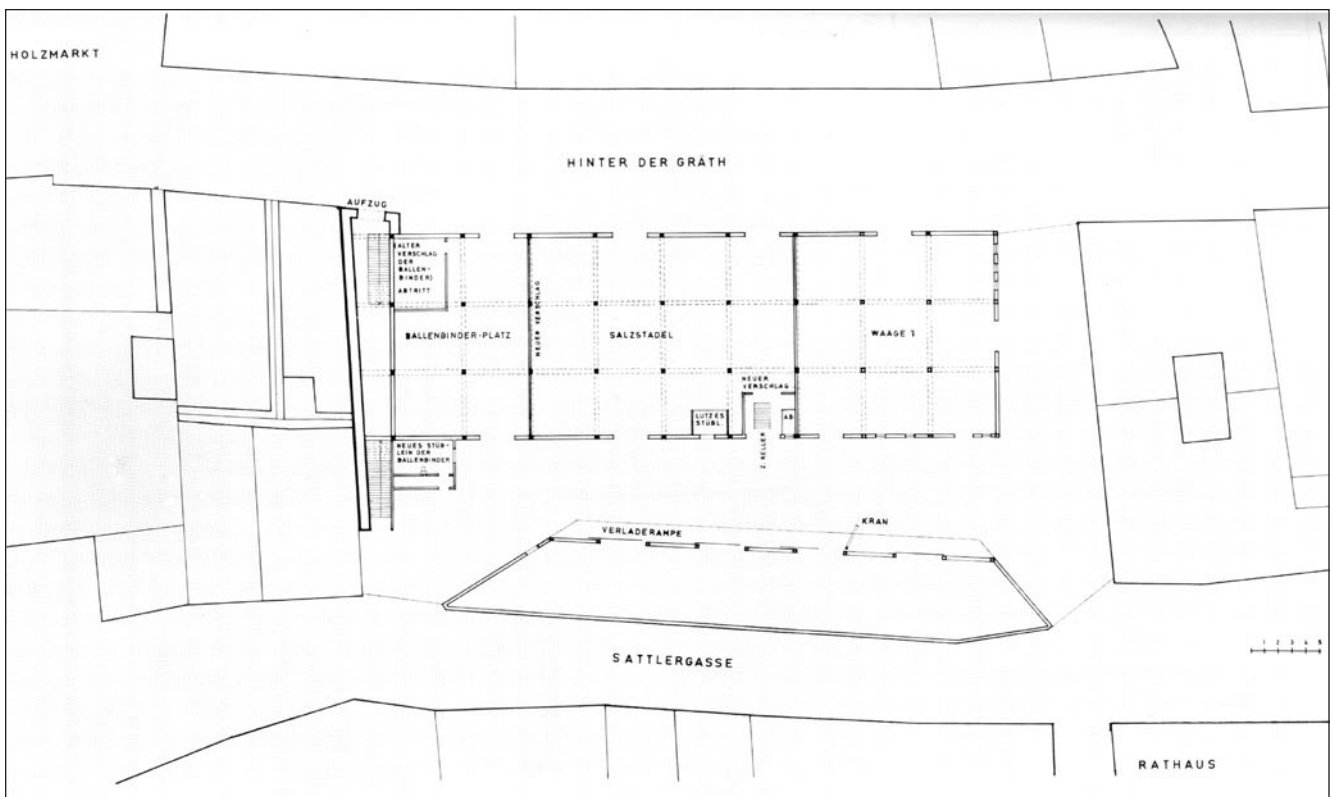 HOLZMARKT
HINTER DER GRÄTH
AUFZUG
(ALTER
VERSCHLAG
DER
BALLEN-
BINDER)
ABTRITT
BALLENBINDER-PLATZ
NEUER VERSCHLAG
SALZSTADEL
WAAGE 1
NEUER
VERSCHLAG
LUTZES
STÜBL.
AB
Z. KELLER
NEUES STÜB-
LEIN DER
BALLENBINDER
VERLADERAMPE
KRAN
1 2 3 4 5
SATTLERGASSE
RATHAUS